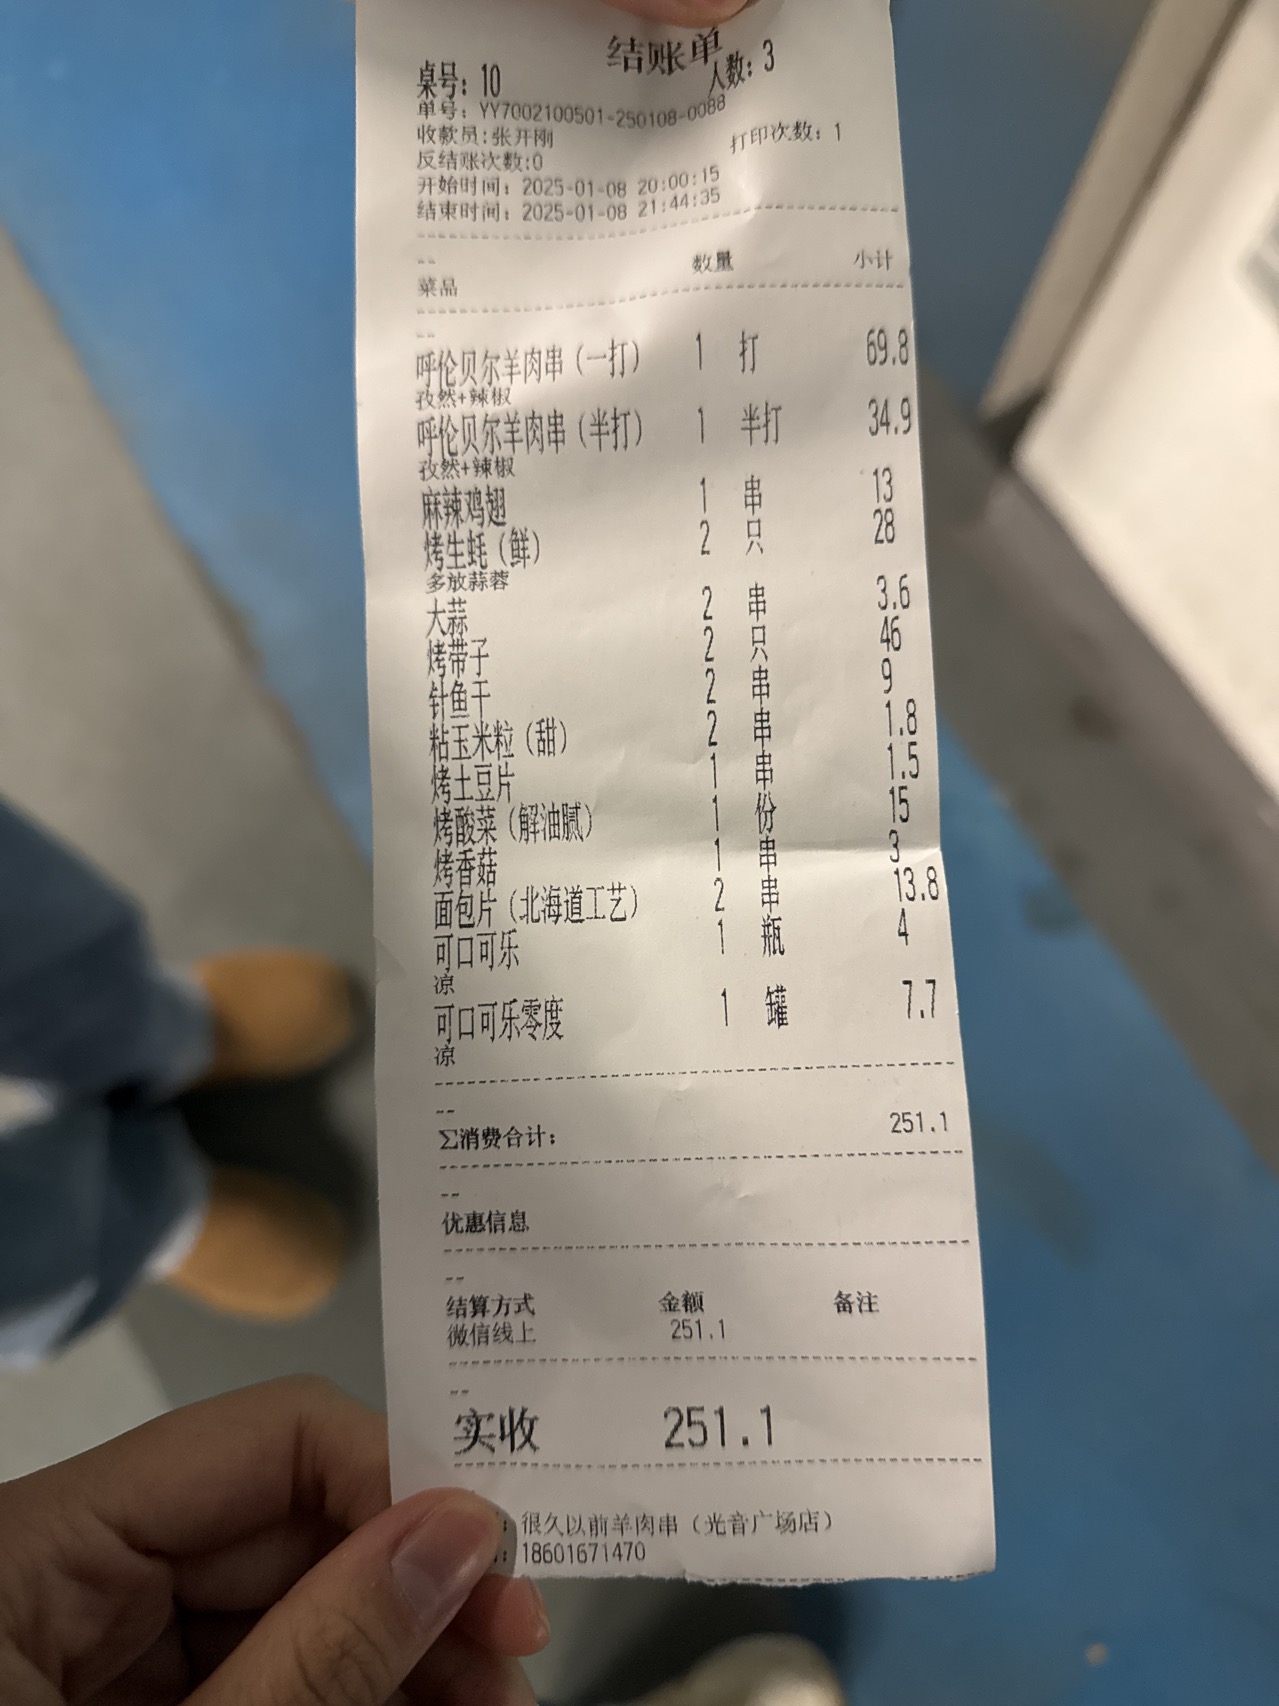 结账单
桌号：10 人数：3
单号：YY7002100501-250108-0088
收款员:张开刚 打印次数：1
反结账次数:0
开始时间：2025-01-08 20:00:15
结束时间：2025-01-08 21:44:35
--
菜品 数量 小计
--
呼伦贝尔羊肉串（一打） 1 打 69.8
孜然+辣椒
呼伦贝尔羊肉串（半打） 1 半打 34.9
孜然+辣椒
麻辣鸡翅 1 串 13
烤生蚝（鲜） 2 只 28
多放蒜蓉
大蒜 2 串 3.6
烤带子 2 只 46
针鱼干 2 串 9
粘玉米粒（甜） 2 串 1.8
烤土豆片 1 串 1.5
烤酸菜（解油腻） 1 份 15
烤香菇 1 串 3
面包片（北海道工艺） 2 串 13.8
可口可乐 1 瓶 4
凉
可口可乐零度 1 罐 7.7
凉
--
∑消费合计： 251.1
--
优惠信息
--
结算方式 金额 备注
微信线上 251.1
--
实收 251.1
：很久以前羊肉串（光音广场店）
：18601671470